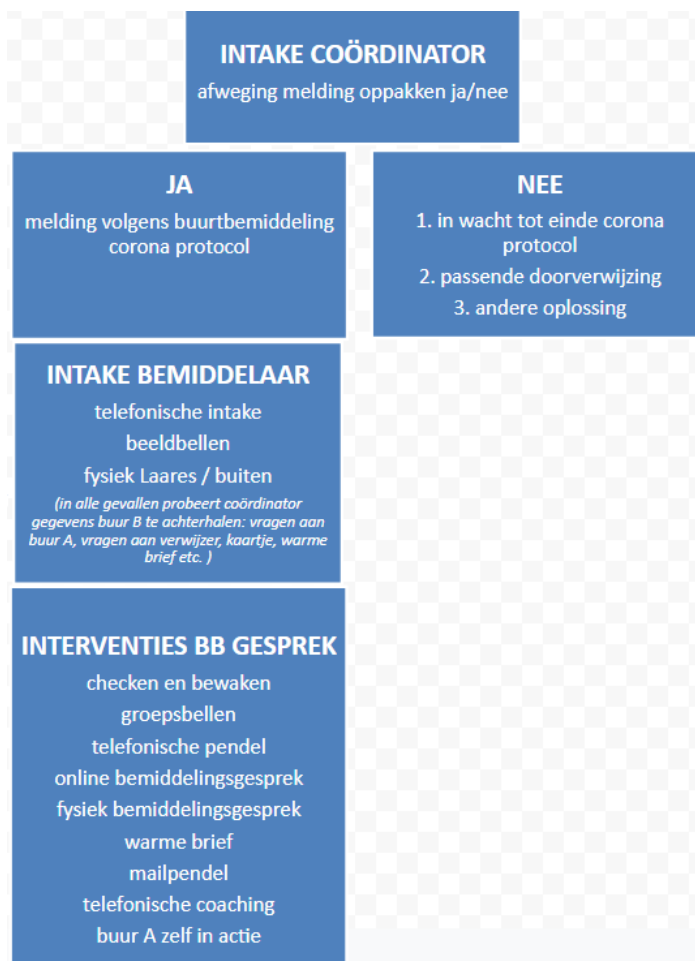 INTAKE COÖRDINATOR
afweging melding oppakken ja/nee
JA
melding volgens buurtbemiddeling
corona protocol
NEE
1. in wacht tot einde corona
protocol
2. passende doorverwijzing
3. andere oplossing
INTAKE BEMIDDELAAR
telefonische intake
beeldbellen
fysiek Laares / buiten
(in alle gevallen probeert coördinator
gegevens buur B te achterhalen: vragen aan
buur A, vragen aan verwijzer, kaartje, warme
brief etc. )
INTERVENTIES BB GESPREK
checken en bewaken
groepsbellen
telefonische pendel
online bemiddelingsgesprek
fysiek bemiddelingsgesprek
warme brief
mailpendel
telefonische coaching
buur A zelf in actie